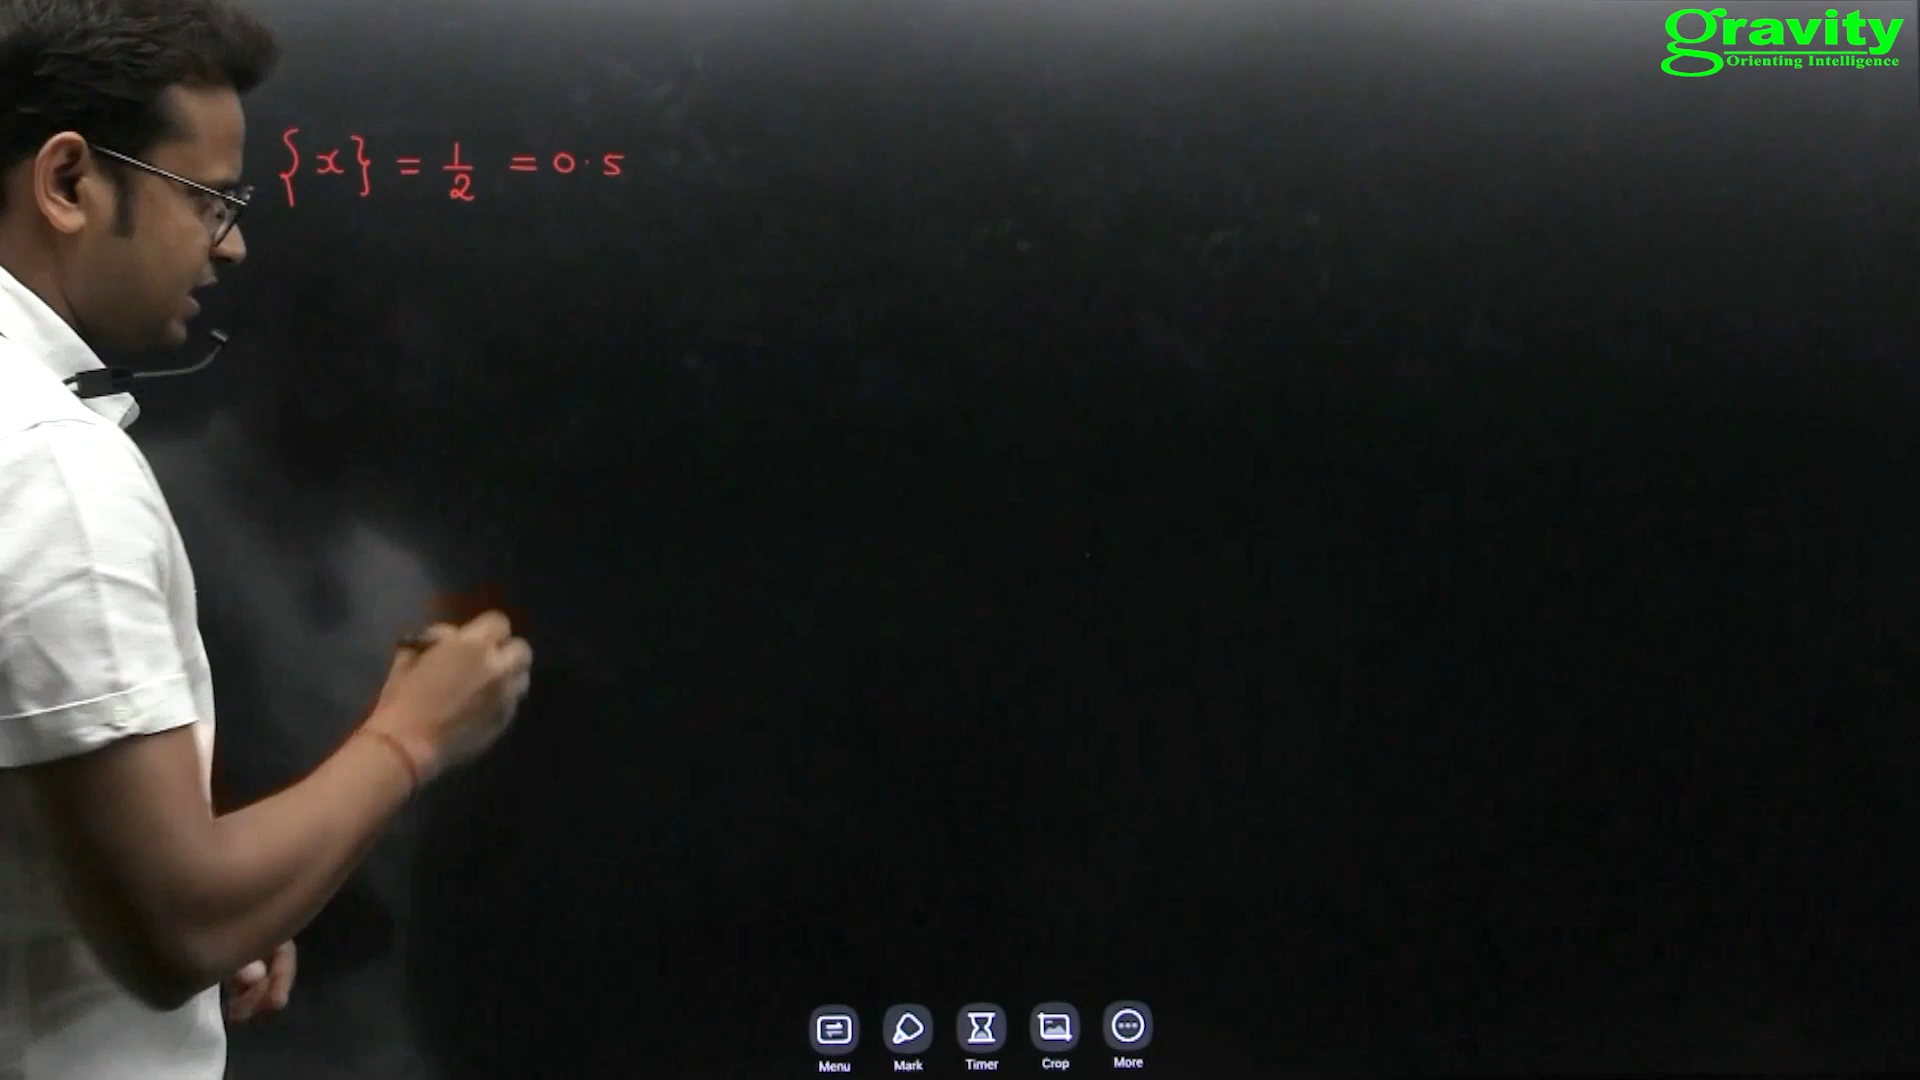 gravity
Orienting Intelligence
{x} = 1/2 = 0.5
Menu Mark Timer Crop More